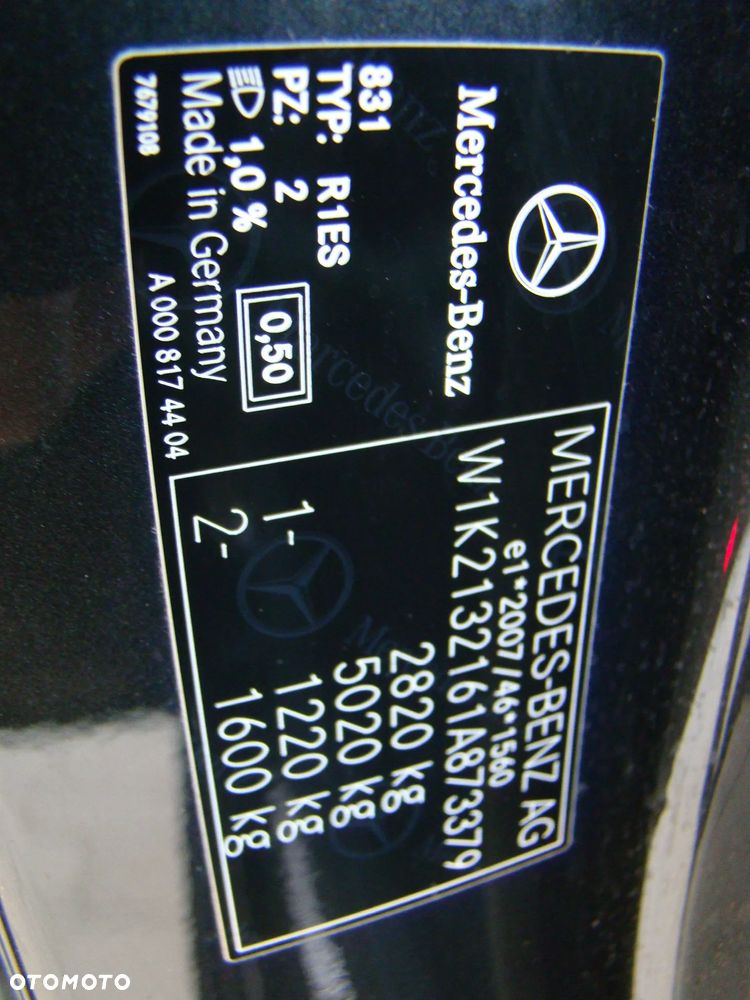 Mercedes-Benz
831
TYP: R1ES
PZ: 2
1,0 %
0,50
Made in Germany
7679108
A 000 817 44 04
MERCEDES-BENZ AG
e1*2007/46*1560
W1K2132161A873379
2820 kg
5020 kg
1- 1220 kg
2- 1600 kg
OTOMOTO